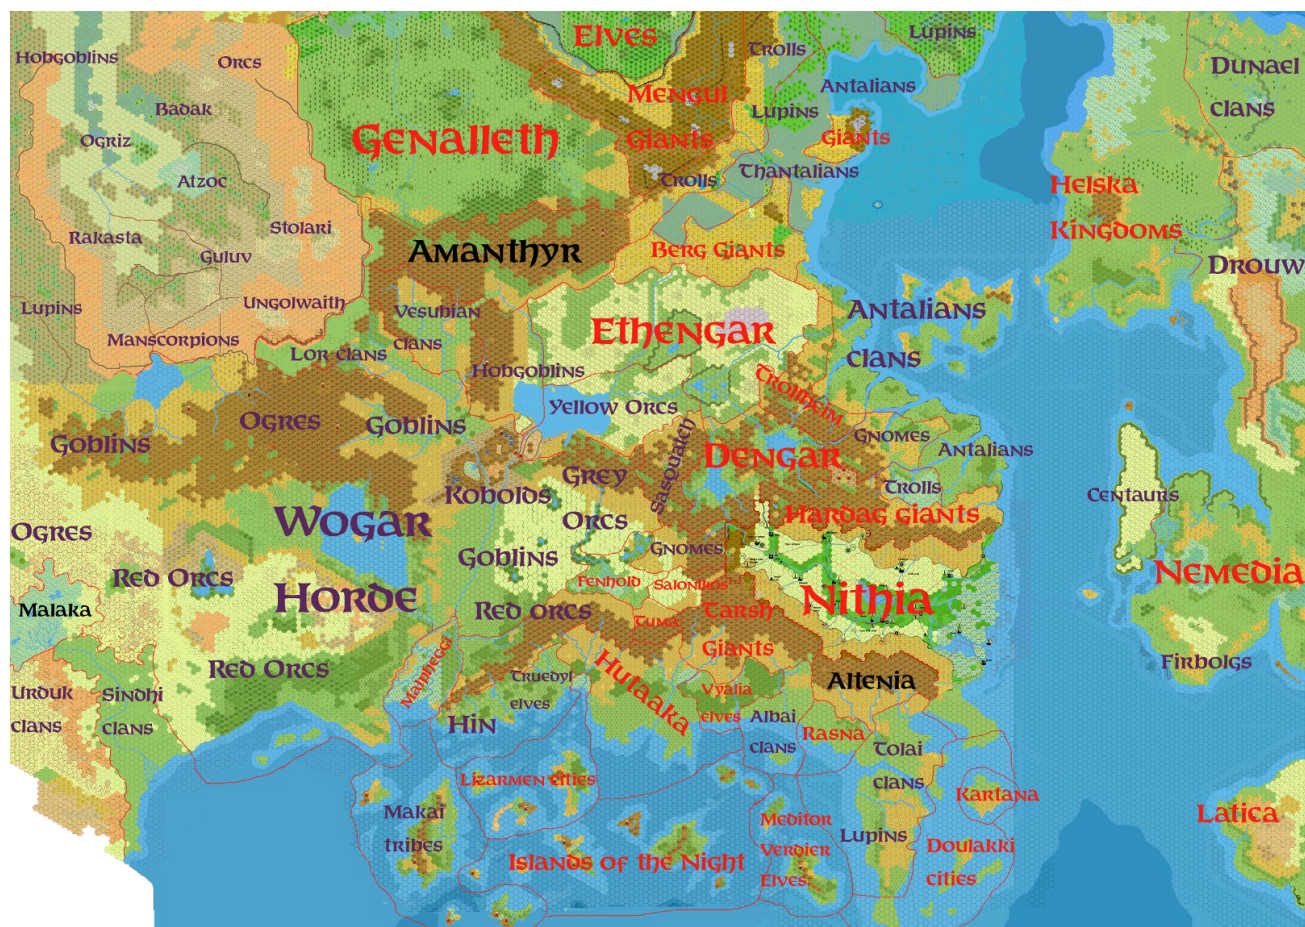 Elves
Lupins
Trolls
Hobgoblins
Orcs
Dunael
clans
Antalians
Mengul
Giants
Badak
Lupins
Genalleth
Giants
Ogriz
Trolls
Thantalians
Atzoc
Helska
Kingdoms
Stolari
Rakasta
Amanthyr
Berg Giants
Guluv
Drouw
Lupins
Ungolwaith
Vesubian
clans
Antalians
clans
Ethengar
Manscorpions
Lor clans
Hobgoblins
Trollheim
Yellow Orcs
Ogres
Goblins
Goblins
Gnomes
Antalians
Sasquatch
Dengar
Grey
Orcs
Trolls
Kobolds
Centaurs
Hardag Giants
Wogar
Horde
Ogres
Gnomes
Goblins
Red Orcs
Fenhold
Salonikos
Nemedia
Nithia
Malaka
Red Orcs
Tuma
Tarsh
Giants
Malpheggi
Hutaaka
Firbolgs
Red Orcs
Truedyl
elves
Altenia
Urduk
clans
Sindhi
clans
Vyalia
elves
Albai
clans
Hin
Rasna
Tolai
clans
Lizarmen cities
Kartana
Makai
tribes
Latica
Meditor
Verdier
Elves
Lupins
Doulakki
cities
Islands of the Night